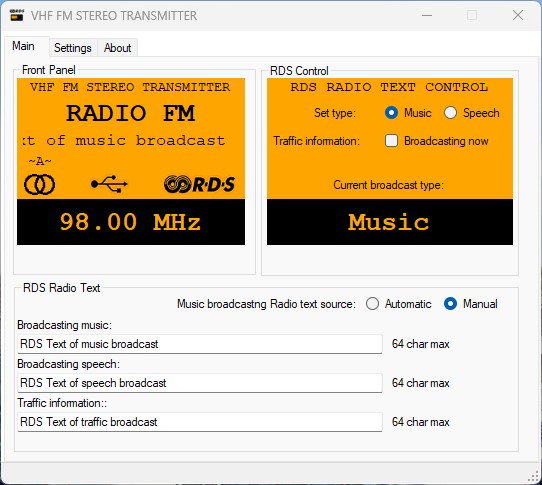 VHF FM STEREO TRANSMITTER
Main Settings About
Front Panel
VHF FM STEREO TRANSMITTER
RADIO FM
xt of music broadcast
~A~
R·D·S
98.00 MHz
RDS Control
RDS RADIO TEXT CONTROL
Set type: Music Speech
Traffic information: Broadcasting now
Current broadcast type:
Music
RDS Radio Text
Music broadcastng Radio text source: Automatic Manual
Broadcasting music:
RDS Text of music broadcast 64 char max
Broadcasting speech:
RDS Text of speech broadcast 64 char max
Traffic information::
RDS Text of traffic broadcast 64 char max